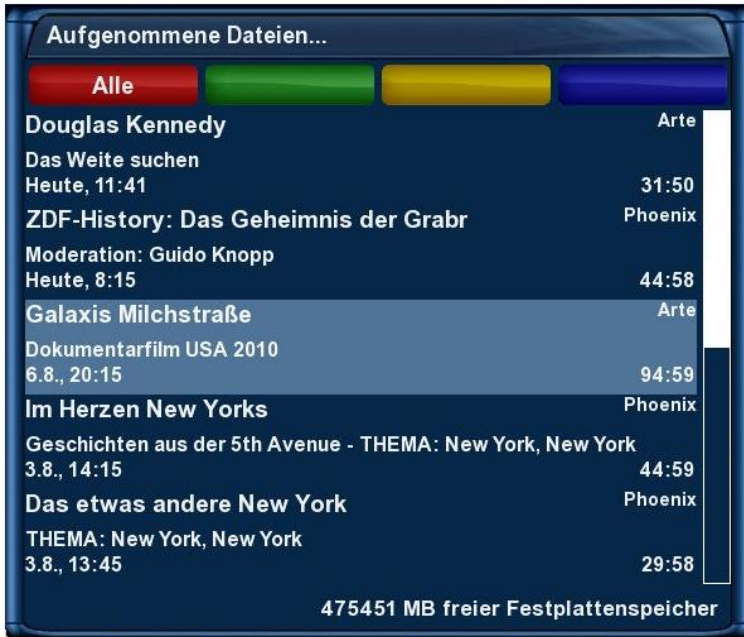 Aufgenommene Dateien...
Alle
Douglas Kennedy Arte
Das Weite suchen
Heute, 11:41 31:50
ZDF-History: Das Geheimnis der Grabr Phoenix
Moderation: Guido Knopp
Heute, 8:15 44:58
Galaxis Milchstraße Arte
Dokumentarfilm USA 2010
6.8., 20:15 94:59
Im Herzen New Yorks Phoenix
Geschichten aus der 5th Avenue - THEMA: New York, New York
3.8., 14:15 44:59
Das etwas andere New York Phoenix
THEMA: New York, New York
3.8., 13:45 29:58
475451 MB freier Festplattenspeicher